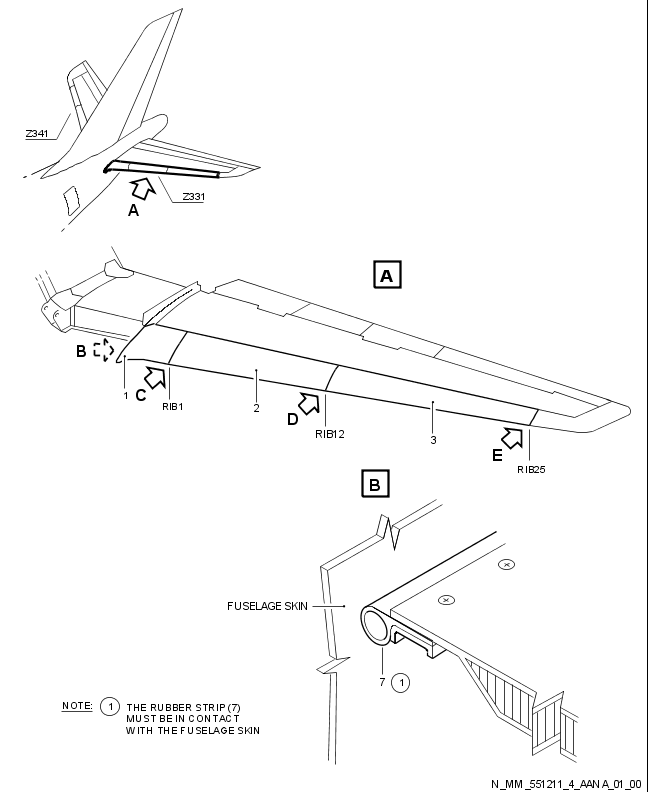 Z341
Z331
A
A
B
1
C
RIB1
2
D
RIB12
3
E
RIB25
B
FUSELAGE SKIN
7 1
NOTE: 1 THE RUBBER STRIP (7)
MUST BE IN CONTACT
WITH THE FUSELAGE SKIN
N_MM_551211_4_AANA_01_00